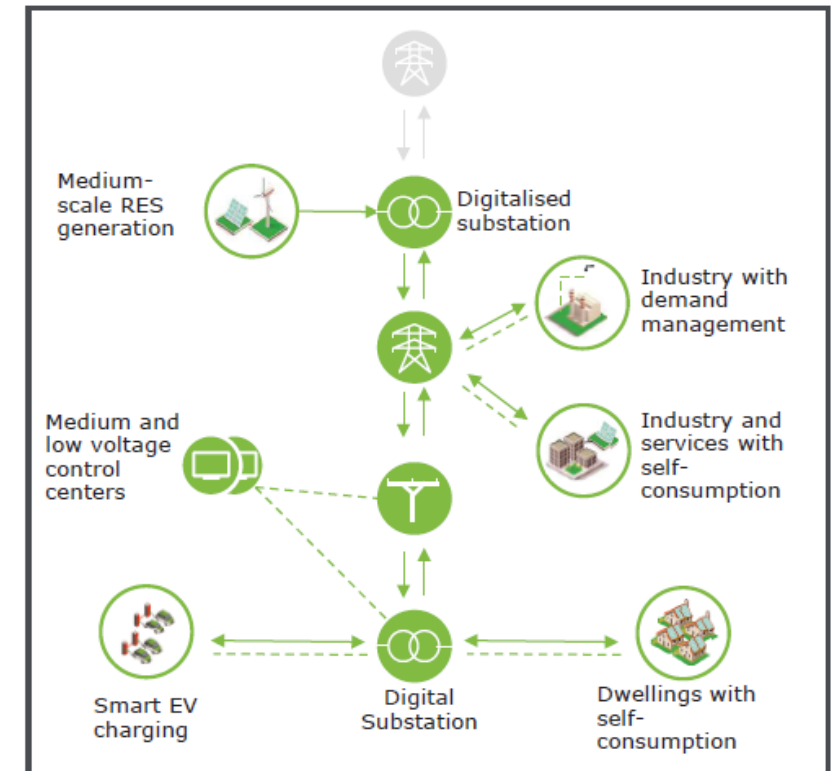 Medium-
scale RES
generation
Digitalised
substation
Industry with
demand
management
Medium and
low voltage
control
centers
Industry and
services with
self-
consumption
Smart EV
charging
Digital
Substation
Dwellings with
self-
consumption